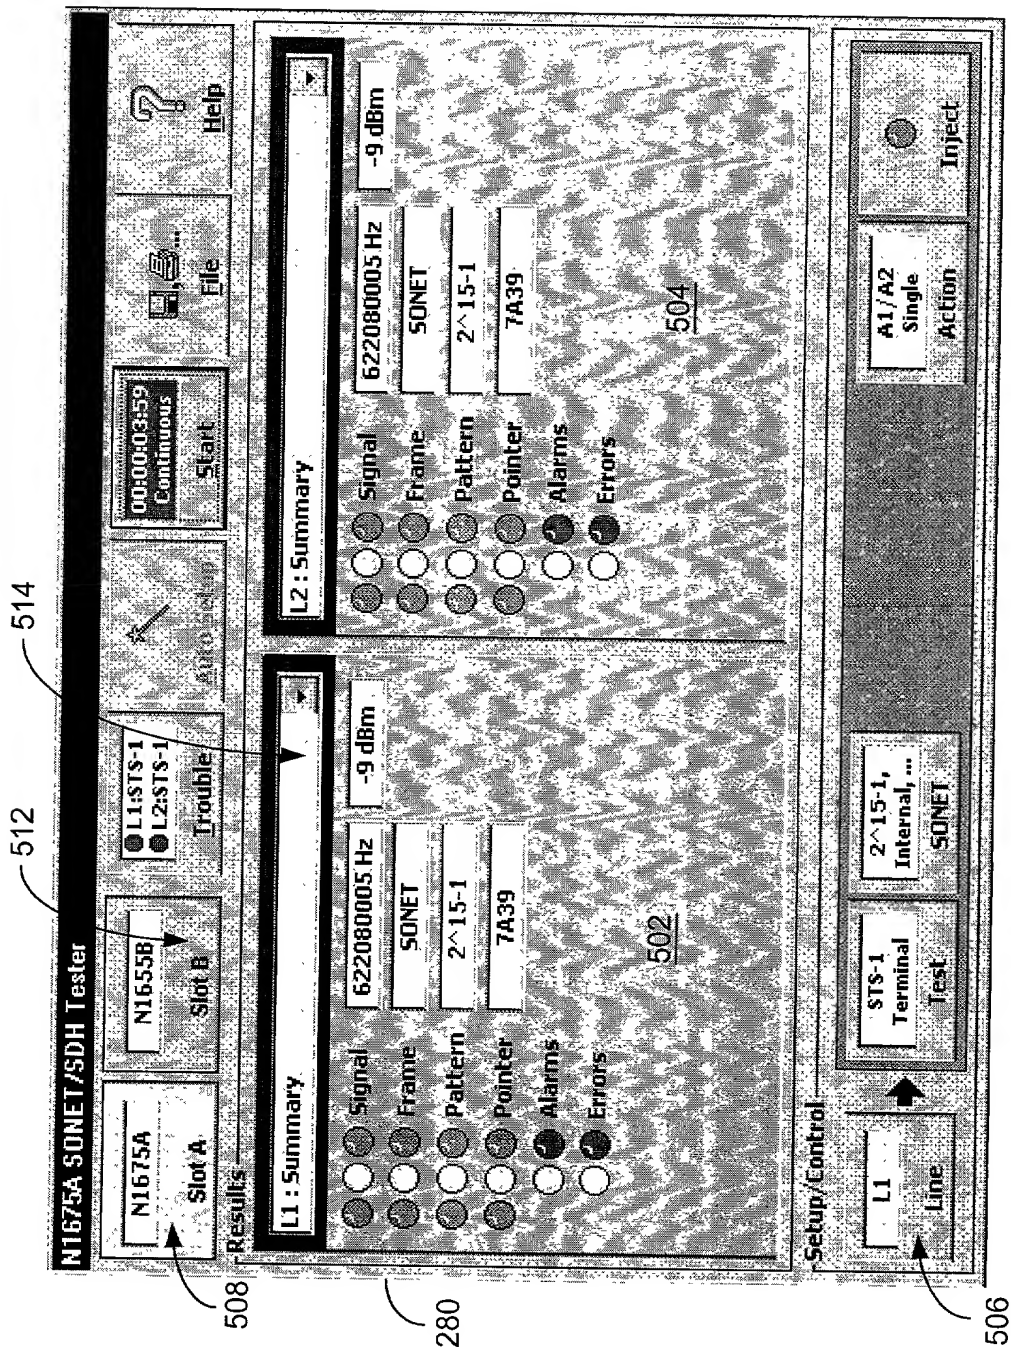 N1675A SONET/SDH Tester
N1675A
Slot A
N1655B
Slot B
L1:STS-1
L2:STS-1
Trouble
Auto Setup
00:00:03:59
Continuous
Start
File
?
Help
Results
L1 : Summary
Signal
622080005 Hz
-9 dBm
Frame
SONET
Pattern
2^15-1
Pointer
7A39
Alarms
Errors
502
L2 : Summary
Signal
622080005 Hz
-9 dBm
Frame
SONET
Pattern
2^15-1
Pointer
7A39
Alarms
Errors
504
Setup/Control
L1
Line
STS-1
Terminal
Test
2^15-1,
Internal, ...
SONET
A1/A2
Single
Action
Inject
512
514
508
280
506